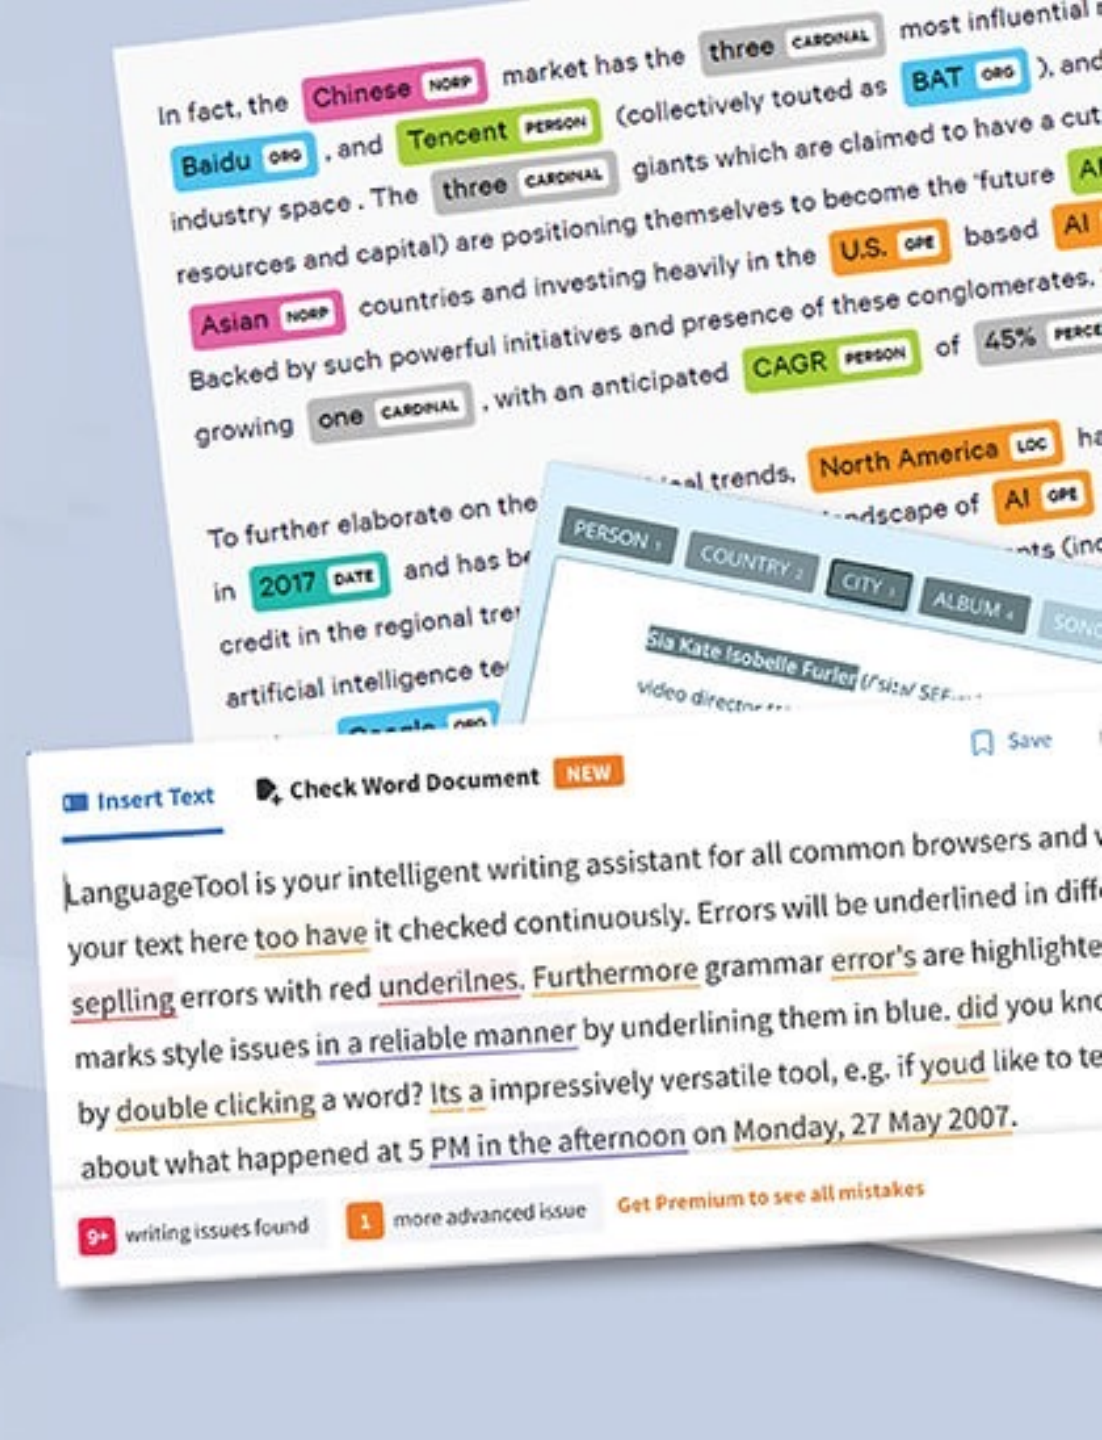 In fact, the Chinese NORP market has the three CARDINAL most influential
Baidu ORG , and Tencent PERSON (collectively touted as BAT ORG ), and
industry space . The three CARDINAL giants which are claimed to have a cut
resources and capital) are positioning themselves to become the 'future
Asian NORP countries and investing heavily in the U.S. GPE based AI
Backed by such powerful initiatives and presence of these conglomerates,
growing one CARDINAL , with an anticipated CAGR PERSON of 45%
To further elaborate on the trends, North America LOC
in 2017 DATE and has of AI GPE
credit in the regional
artificial intelligence
Google ORG
PERSON 1 COUNTRY 2 CITY 3 ALBUM 4
Sia Kate Isobelle Furler
video director
Insert Text Check Word Document NEW Save
LanguageTool is your intelligent writing assistant for all common browsers and
your text here too have it checked continuously. Errors will be underlined in
seplling errors with red underilnes. Furthermore grammar error's are
marks style issues in a reliable manner by underlining them in blue. did you
by double clicking a word? Its a impressively versatile tool, e.g. if youd like to
about what happened at 5 PM in the afternoon on Monday, 27 May 2007.
9+ writing issues found 1 more advanced issue Get Premium to see all mistakes